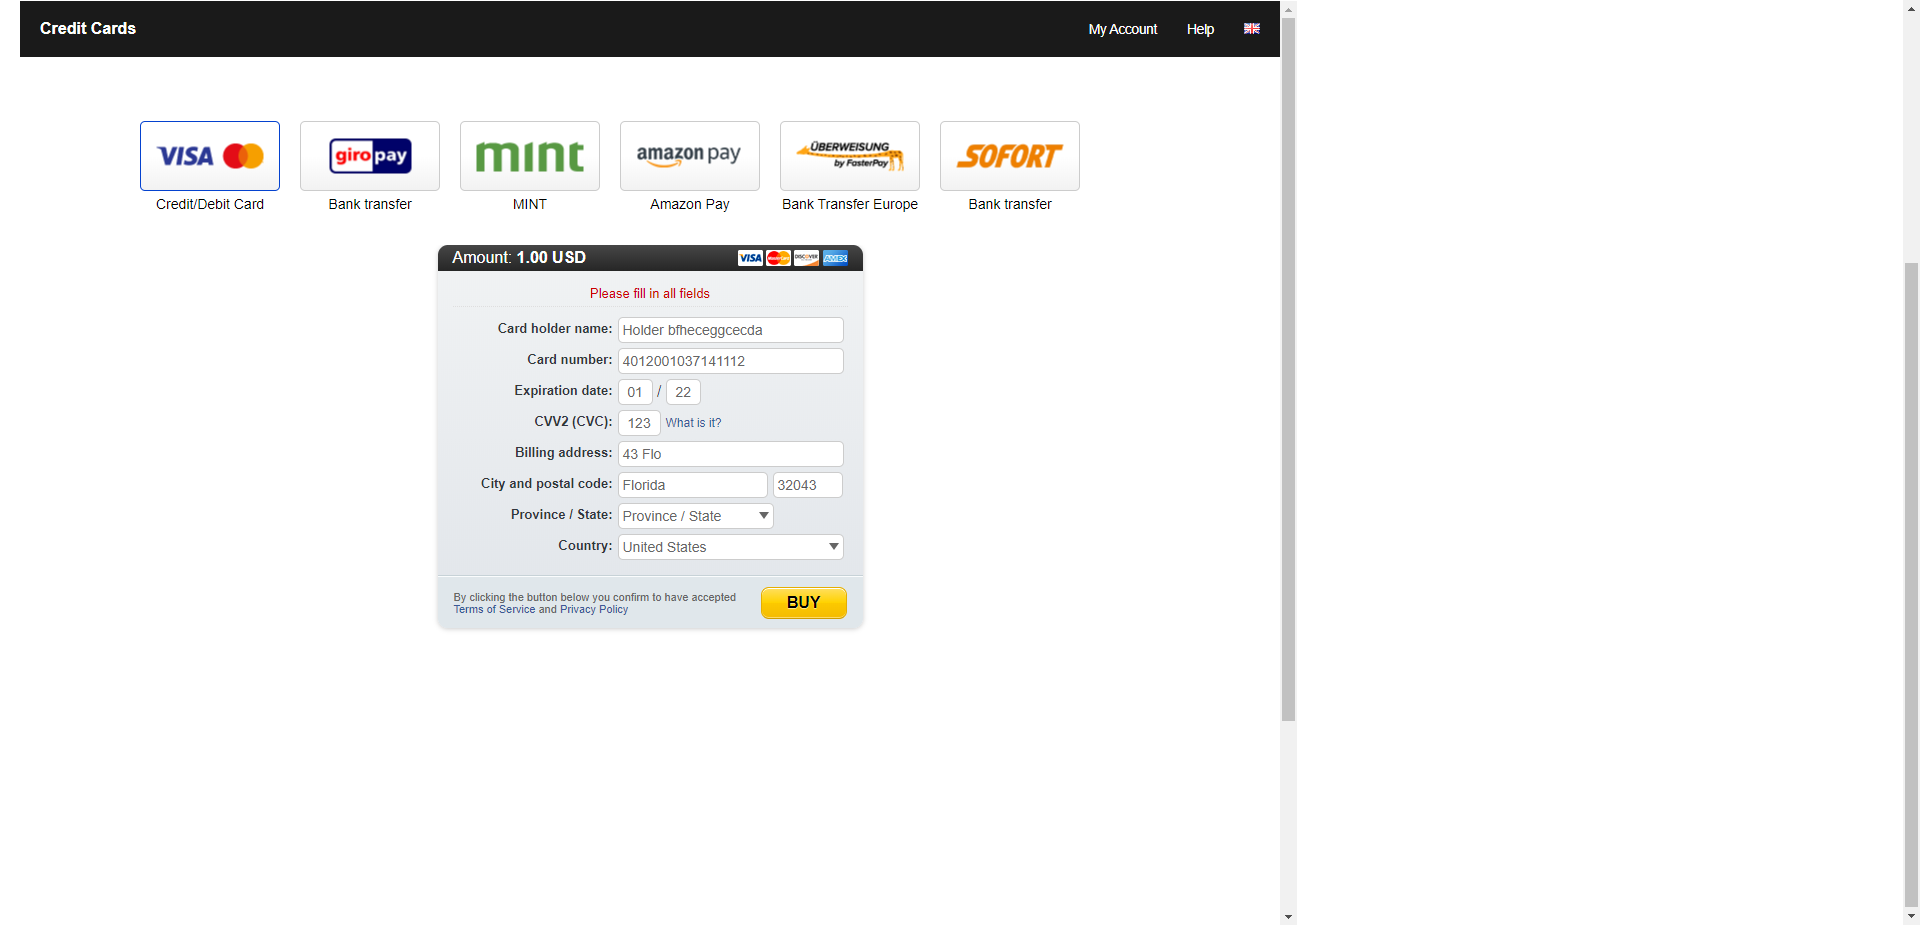 Credit Cards
My Account
Help
VISA
giropay
mint
amazon pay
ÜBERWEISUNG
by FasterPay
SOFORT
Credit/Debit Card
Bank transfer
MINT
Amazon Pay
Bank Transfer Europe
Bank transfer
Amount: 1.00 USD
VISA
MasterCard
DISCOVER
AMEX
Please fill in all fields
Card holder name: Holder bfheceggcecda
Card number: 4012001037141112
Expiration date: 01 / 22
CVV2 (CVC): 123 What is it?
Billing address: 43 Flo
City and postal code: Florida 32043
Province / State: Province / State
Country: United States
By clicking the button below you confirm to have accepted
Terms of Service and Privacy Policy
BUY